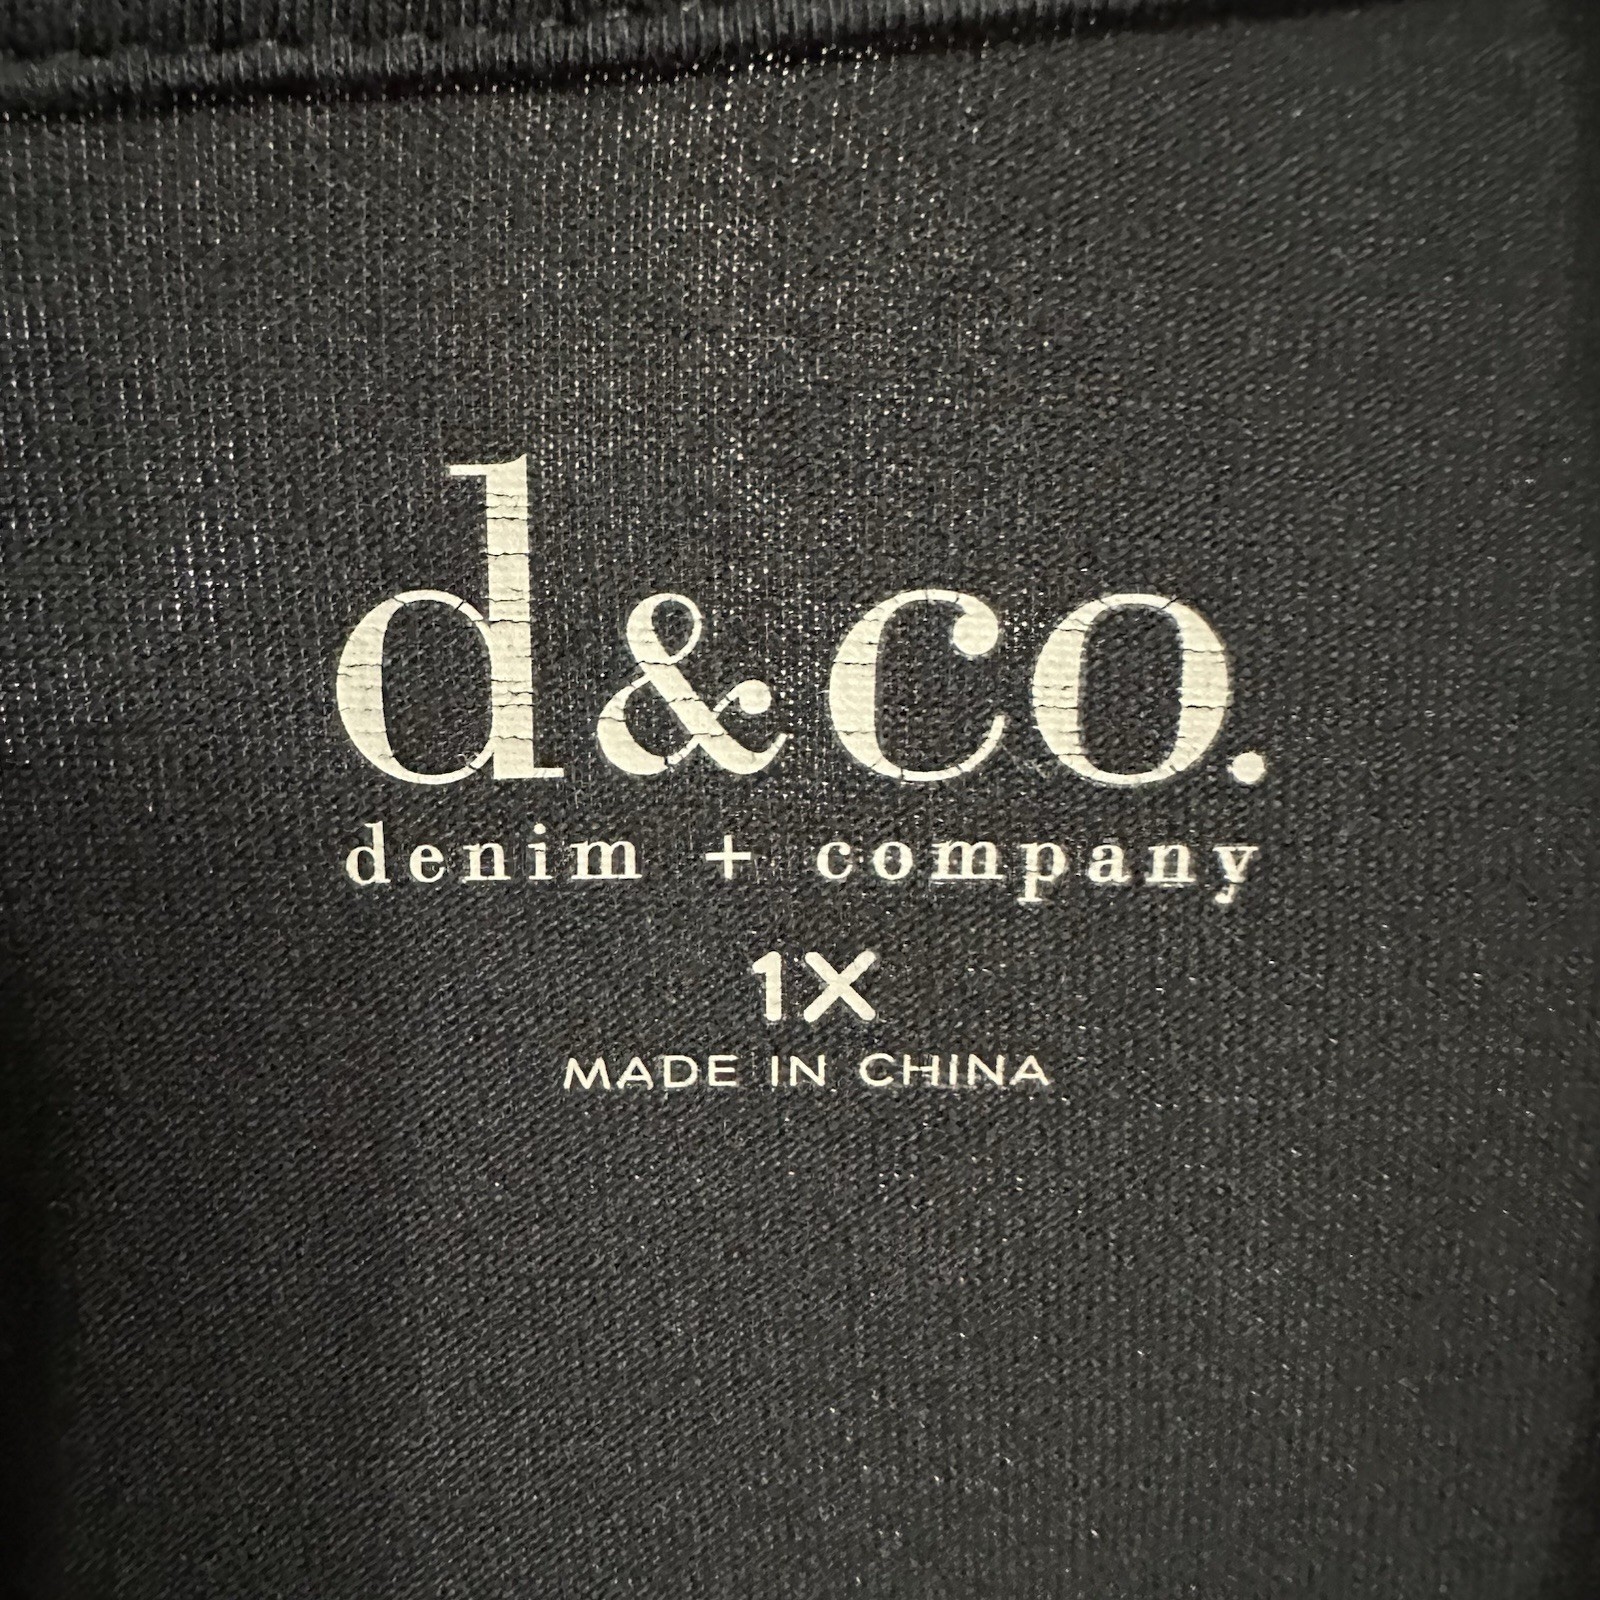 d&co.
denim + company
1X
MADE IN CHINA